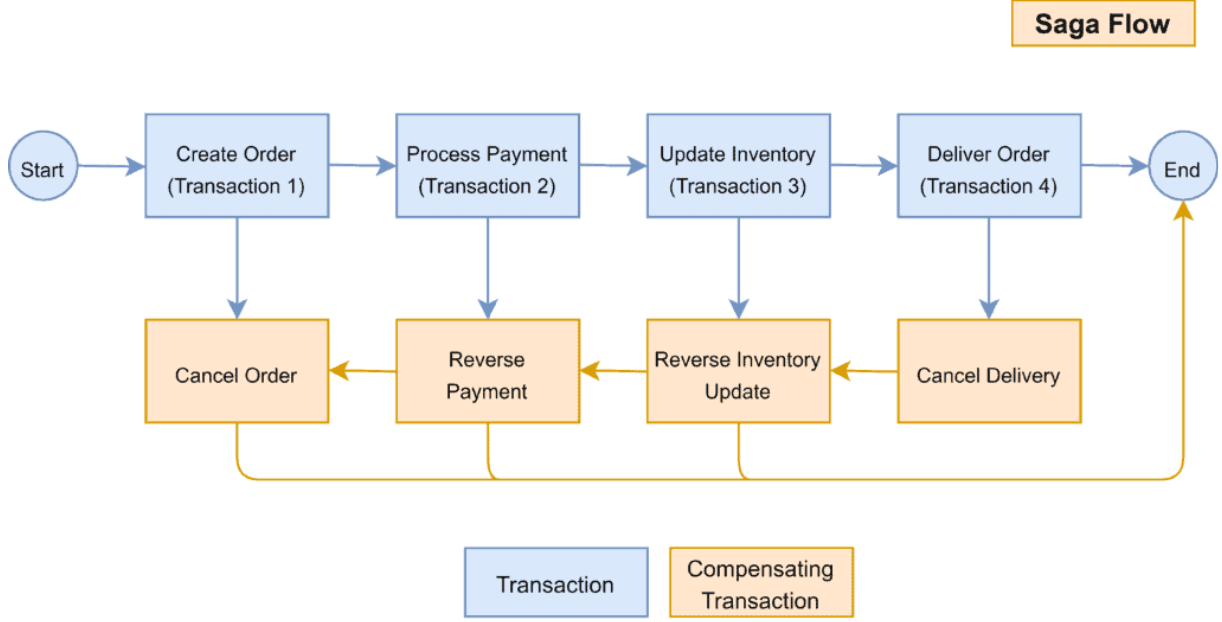 Saga Flow
Start
Create Order
(Transaction 1)
Process Payment
(Transaction 2)
Update Inventory
(Transaction 3)
Deliver Order
(Transaction 4)
End
Cancel Order
Reverse
Payment
Reverse Inventory
Update
Cancel Delivery
Transaction
Compensating
Transaction